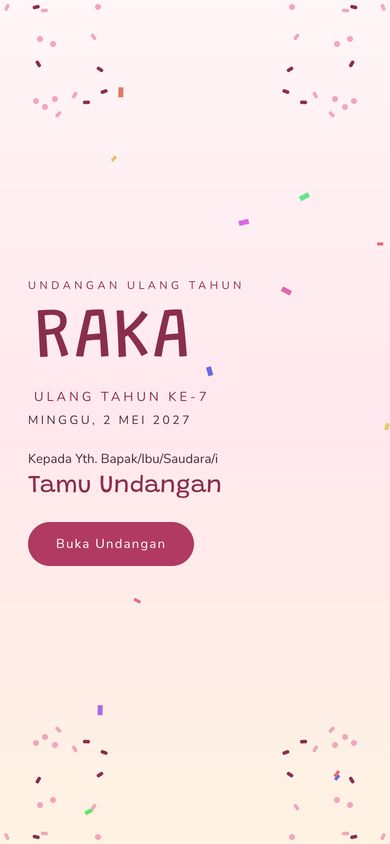 UNDANGAN ULANG TAHUN
RAKA
ULANG TAHUN KE-7
MINGGU, 2 MEI 2027
Kepada Yth. Bapak/Ibu/Saudara/i
Tamu Undangan
Buka Undangan